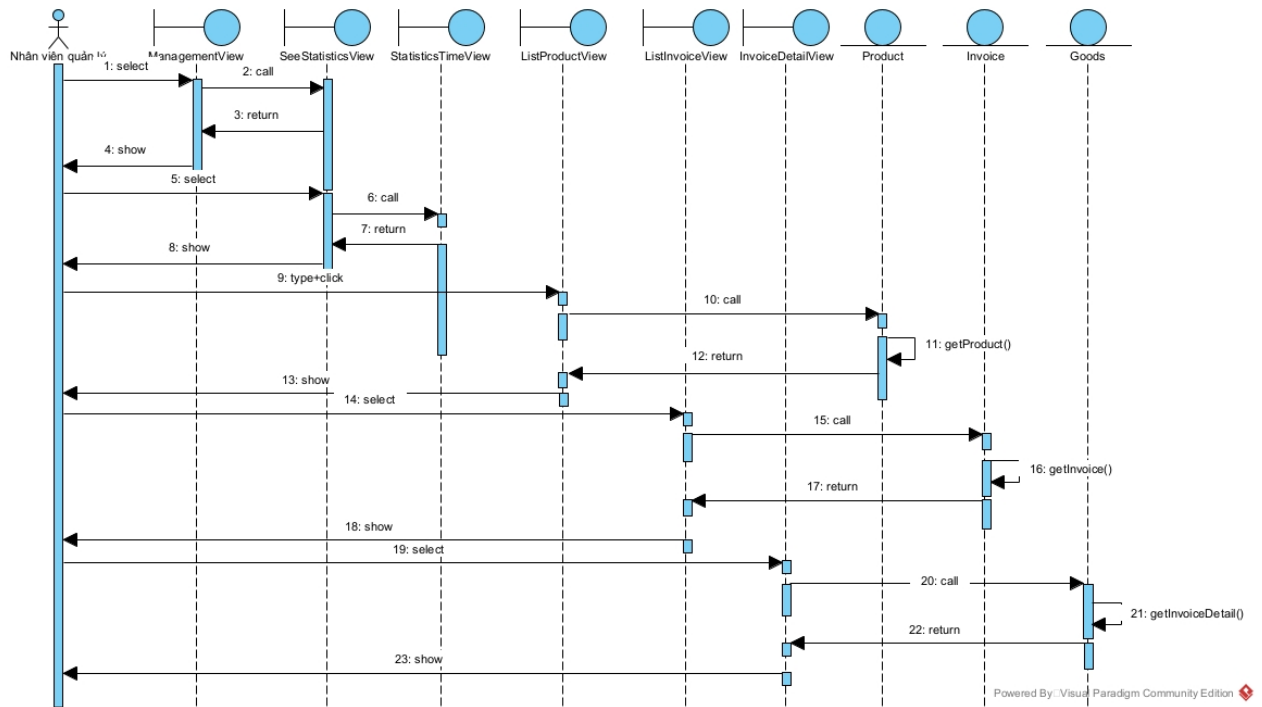 Nhân viên quản lý
ManagementView
SeeStatisticsView
StatisticsTimeView
ListProductView
ListInvoiceView
InvoiceDetailView
Product
Invoice
Goods
1: select
2: call
3: return
4: show
5: select
6: call
7: return
8: show
9: type+click
10: call
11: getProduct()
12: return
13: show
14: select
15: call
16: getInvoice()
17: return
18: show
19: select
20: call
21: getInvoiceDetail()
22: return
23: show
Powered By Visual Paradigm Community Edition